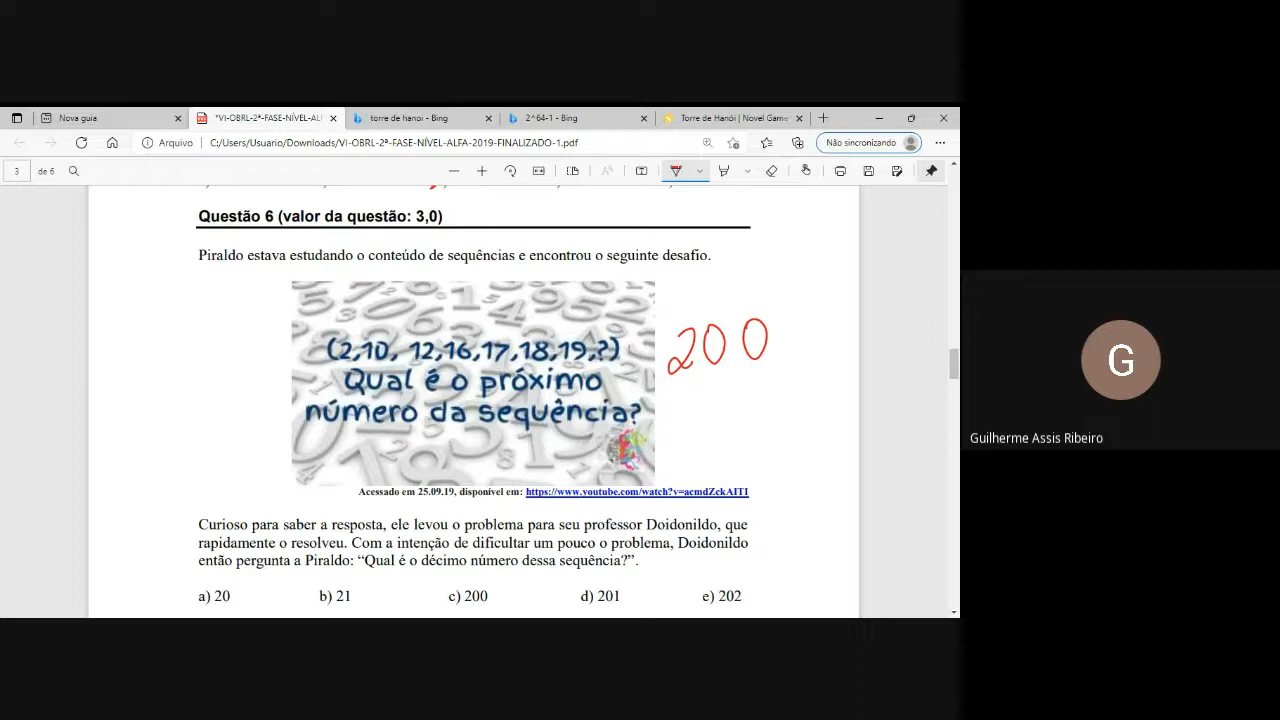 Nova guia
*VI-OBRL-2ª-FASE-NÍVEL-AL
torre de hanoi - Bing
2^64-1 - Bing
Torre de Hanói | Novel Game
Arquivo
C:/Users/Usuario/Downloads/VI-OBRL-2ª-FASE-NÍVEL-ALFA-2019-FINALIZADO-1.pdf
Não sincronizando
3
de 6
Questão 6 (valor da questão: 3,0)
Piraldo estava estudando o conteúdo de sequências e encontrou o seguinte desafio.
(2,10, 12,16,17,18,19,?)
Qual é o próximo
número da sequência?
200
Acessado em 25.09.19, disponível em: https://www.youtube.com/watch?v=acmdZckAIT1
Curioso para saber a resposta, ele levou o problema para seu professor Doidonildo, que
rapidamente o resolveu. Com a intenção de dificultar um pouco o problema, Doidonildo
então pergunta a Piraldo: “Qual é o décimo número dessa sequência?”.
a) 20 b) 21 c) 200 d) 201 e) 202
G
Guilherme Assis Ribeiro